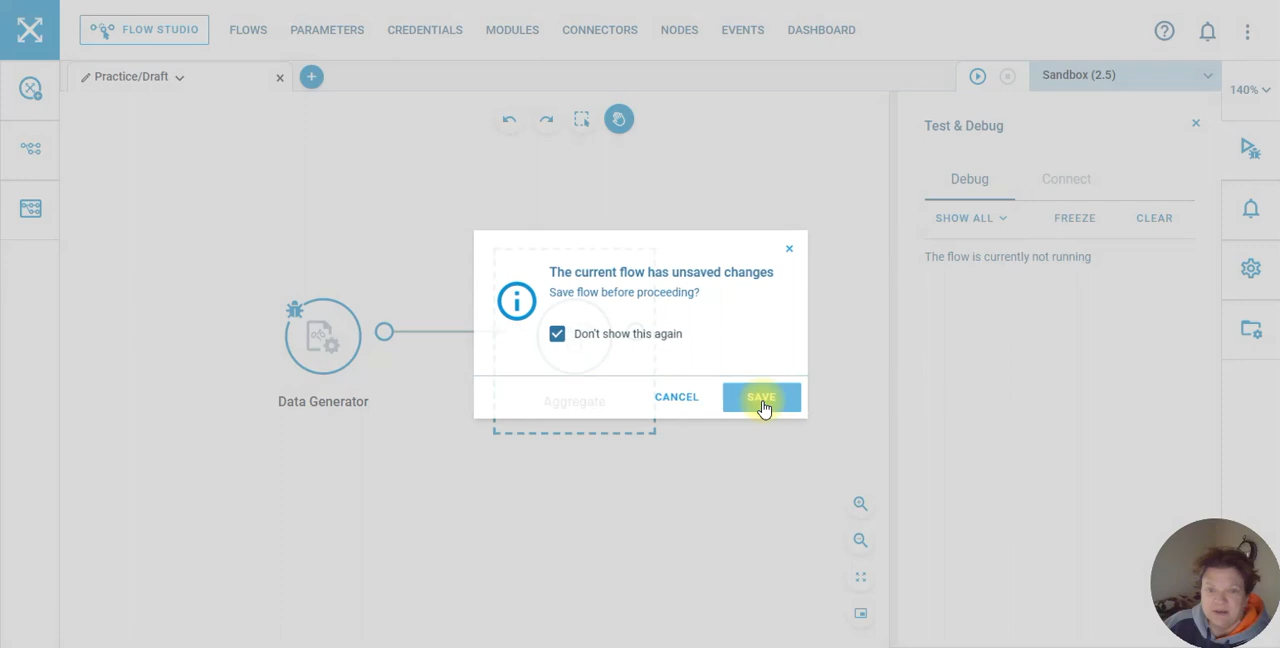 FLOW STUDIO
FLOWS
PARAMETERS
CREDENTIALS
MODULES
CONNECTORS
NODES
EVENTS
DASHBOARD
Practice/Draft
Sandbox (2.5)
140%
Test & Debug
Debug
Connect
SHOW ALL
FREEZE
CLEAR
The flow is currently not running
The current flow has unsaved changes
Save flow before proceeding?
Don't show this again
CANCEL
SAVE
Data Generator
Aggregate